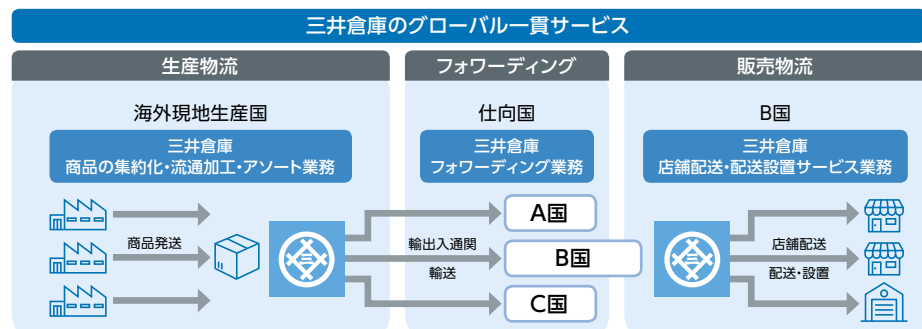 三井倉庫のグローバル一貫サービス
生産物流
フォワーディング
販売物流
海外現地生産国
仕向国
B国
三井倉庫
商品の集約化・流通加工・アソート業務
三井倉庫
フォワーディング業務
三井倉庫
店舗配送・配送設置サービス業務
商品発送
輸出入通関
輸送
A国
B国
C国
店舗配送
配送・設置